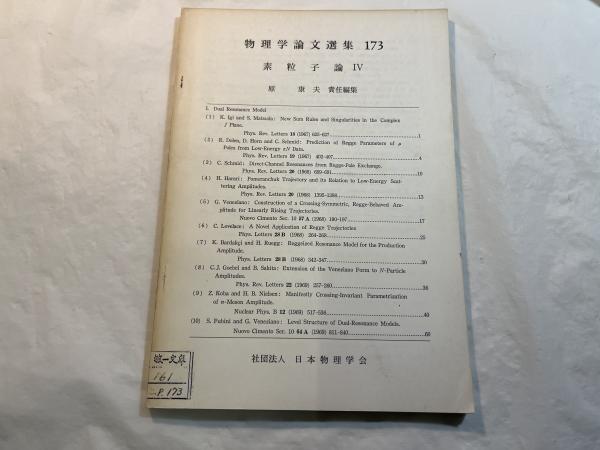 物理学論文選集 173
素粒子論 IV
原 康夫 責任編集
I. Dual Resonance Model
(1) K. Igi and S. Matsuda: New Sum Rules and Singularities in the Complex
J Plane.
Phys. Rev. Letters 18 (1967) 625-627 1
(2) R. Dolen, D. Horn and C. Schmid: Prediction of Regge Parameters of ρ
Poles from Low-Energy πN Data.
Phys. Rev. Letters 19 (1967) 402-407 4
(3) C. Schmid: Direct-Channel Resonances from Regge-Pole Exchange.
Phys. Rev. Letters 20 (1968) 689-691 10
(4) H. Harari: Pomeranchuk Trajectory and Its Relation to Low-Energy Scat-
tering Amplitudes.
Phys. Rev. Letters 20 (1968) 1395-1398 13
(5) G. Veneziano: Construction of a Crossing-Symmetric, Regge-Behaved Am-
plitude for Linearly Rising Trajectories.
Nuovo Cimento Ser. 10 57 A (1968) 190-197 17
(6) C. Lovelace: A Novel Application of Regge Trajectories
Phys. Letters 28 B (1968) 264-268 25
(7) K. Bardakçi and H. Ruegg: Reggeized Resonance Model for the Production
Amplitude.
Phys. Letters 28 B (1968) 342-347 30
(8) C. J. Goebel and B. Sakita: Extension of the Veneziano Form to N-Particle
Amplitudes.
Phys. Rev. Letters 22 (1969) 257-260 36
(9) Z. Koba and H. B. Nielsen: Manifestly Crossing-Invariant Parametrization
of n-Meson Amplitude.
Nuclear Phys. B 12 (1969) 517-536 40
(10) S. Fubini and G. Veneziano: Level Structure of Dual-Resonance Models.
Nuovo Cimento Ser. 10 64 A (1969) 811-840 60
社団法人 日本物理学会
161
P. 173